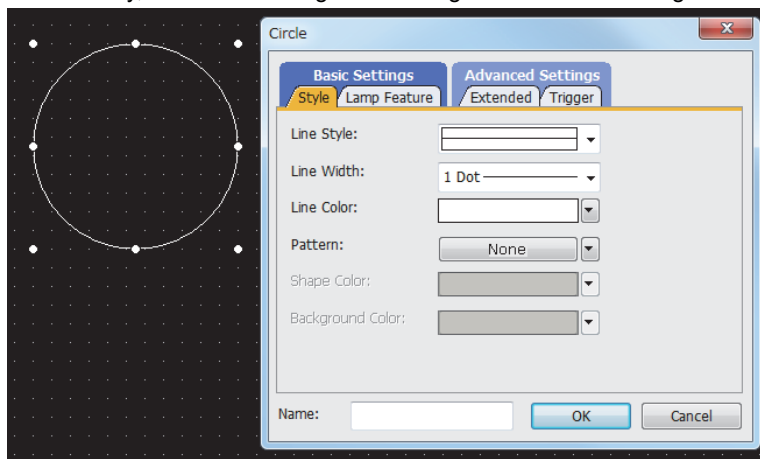 Circle
Basic Settings Advanced Settings
Style Lamp Feature Extended Trigger
Line Style:
Line Width: 1 Dot
Line Color:
Pattern: None
Shape Color:
Background Color:
Name: OK Cancel